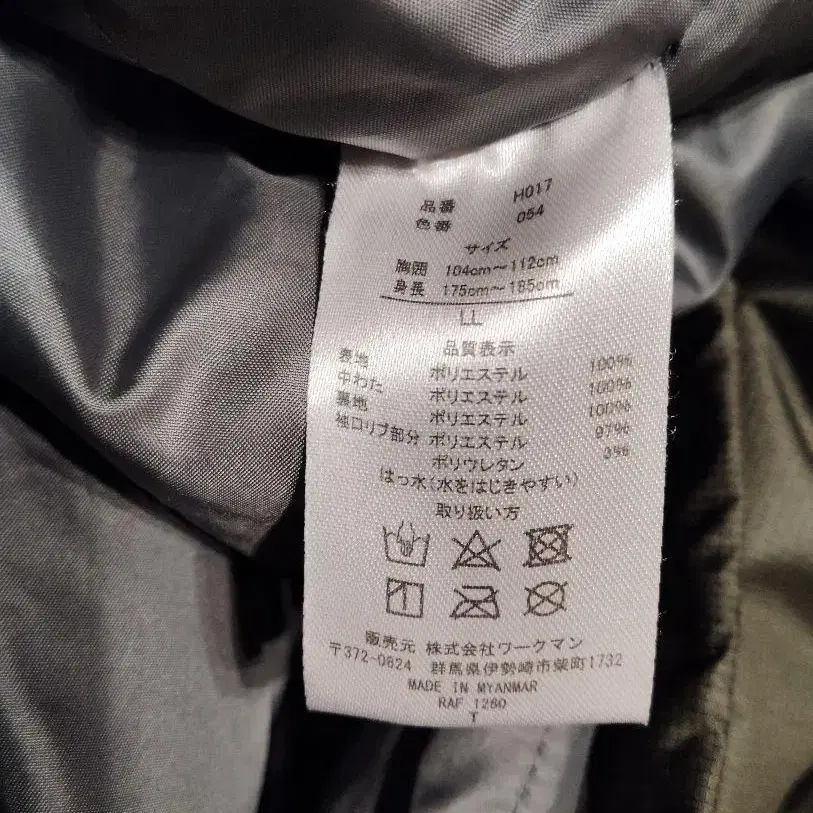 品番 H017
色番 054
サイズ
胸囲 104cm～112cm
身長 175cm～185cm
LL
品質表示
表地 ポリエステル 100%
中わた ポリエステル 100%
裏地 ポリエステル 100%
袖口リブ部分 ポリエステル 97%
ポリウレタン 3%
はっ水(水をはじきやすい)
取り扱い方
販売元 株式会社ワークマン
〒372-0824 群馬県伊勢崎市柴町1732
MADE IN MYANMAR
RAF 1260
T